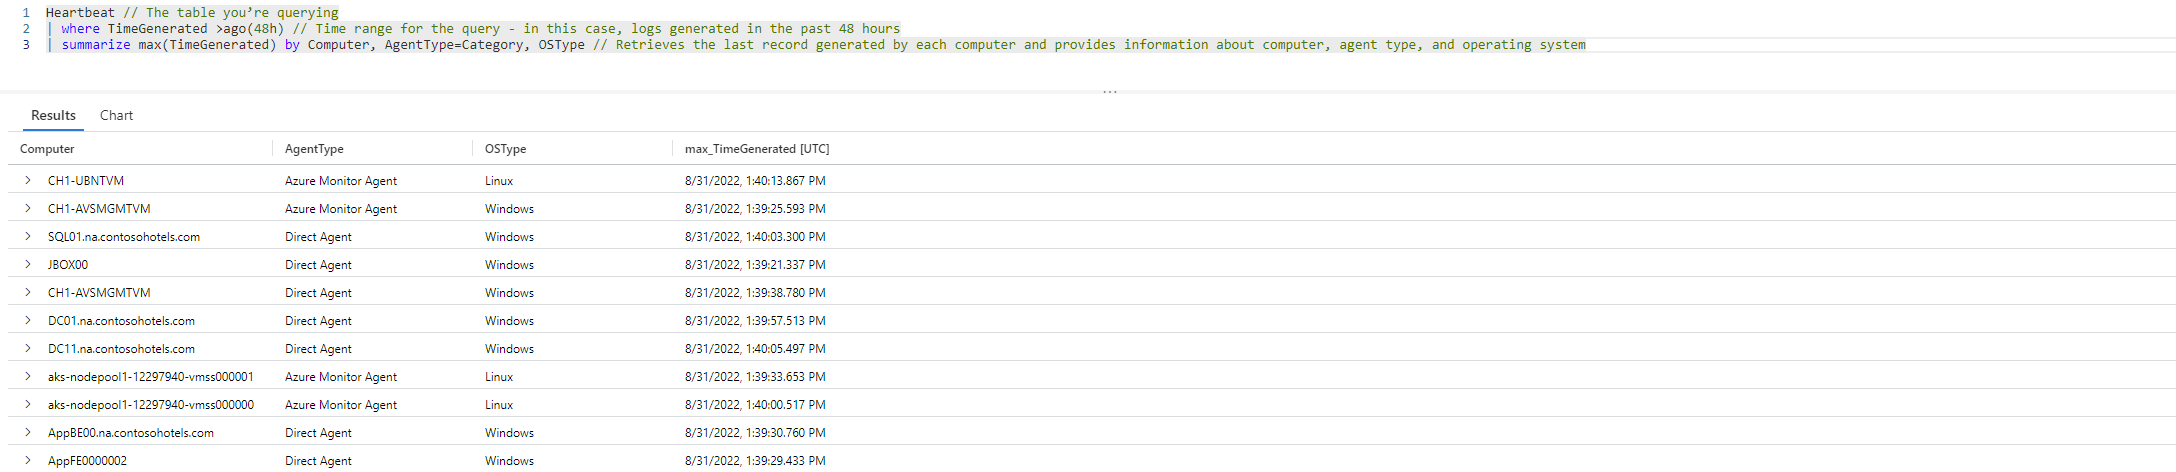 1 Heartbeat // The table you’re querying
2 | where TimeGenerated >ago(48h) // Time range for the query - in this case, logs generated in the past 48 hours
3 | summarize max(TimeGenerated) by Computer, AgentType=Category, OSType // Retrieves the last record generated by each computer and provides information about computer, agent type, and operating system
...
Results Chart
Computer AgentType OSType max_TimeGenerated [UTC]
CH1-UBNTVM Azure Monitor Agent Linux 8/31/2022, 1:40:13.867 PM
CH1-AVSMGMTVM Azure Monitor Agent Windows 8/31/2022, 1:39:25.593 PM
SQL01.na.contosohotels.com Direct Agent Windows 8/31/2022, 1:40:03.300 PM
JBOX00 Direct Agent Windows 8/31/2022, 1:39:21.337 PM
CH1-AVSMGMTVM Direct Agent Windows 8/31/2022, 1:39:38.780 PM
DC01.na.contosohotels.com Direct Agent Windows 8/31/2022, 1:39:57.513 PM
DC11.na.contosohotels.com Direct Agent Windows 8/31/2022, 1:40:05.497 PM
aks-nodepool1-12297940-vmss000001 Azure Monitor Agent Linux 8/31/2022, 1:39:33.653 PM
aks-nodepool1-12297940-vmss000000 Azure Monitor Agent Linux 8/31/2022, 1:40:00.517 PM
AppBE00.na.contosohotels.com Direct Agent Windows 8/31/2022, 1:39:30.760 PM
AppFE0000002 Direct Agent Windows 8/31/2022, 1:39:29.433 PM